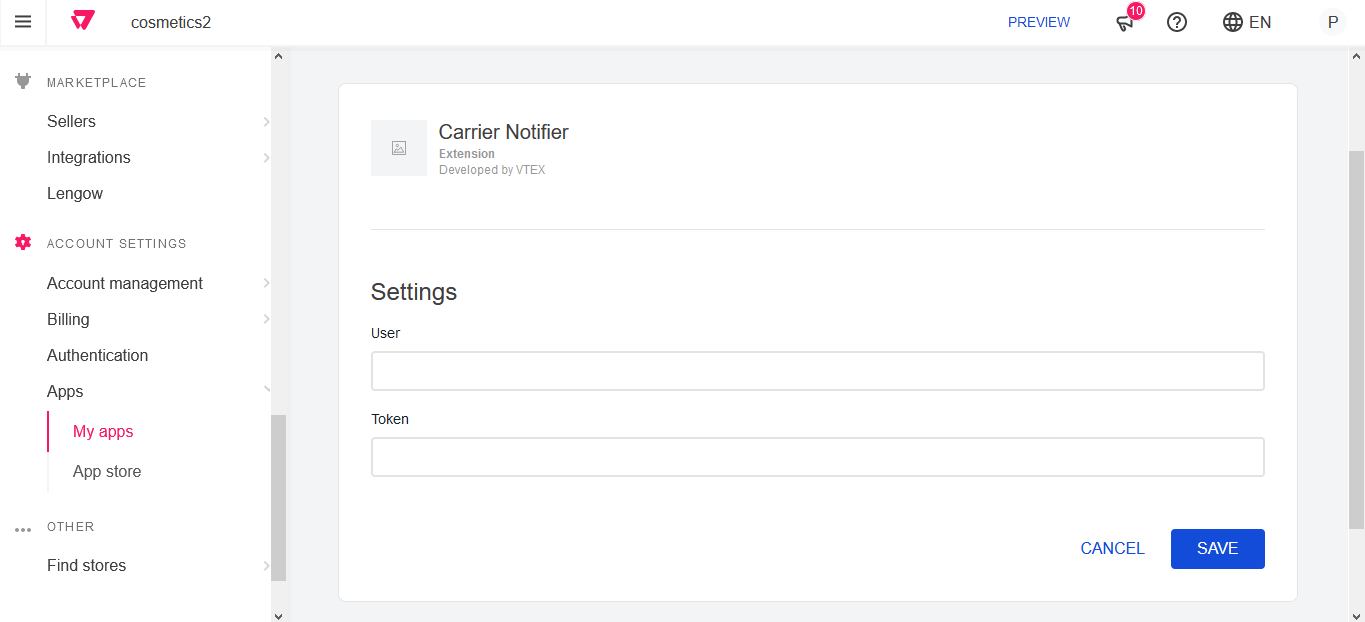 cosmetics2
PREVIEW
10
EN
P
MARKETPLACE
Sellers
Integrations
Lengow
ACCOUNT SETTINGS
Account management
Billing
Authentication
Apps
My apps
App store
OTHER
Find stores
Carrier Notifier
Extension
Developed by VTEX
Settings
User
Token
CANCEL
SAVE